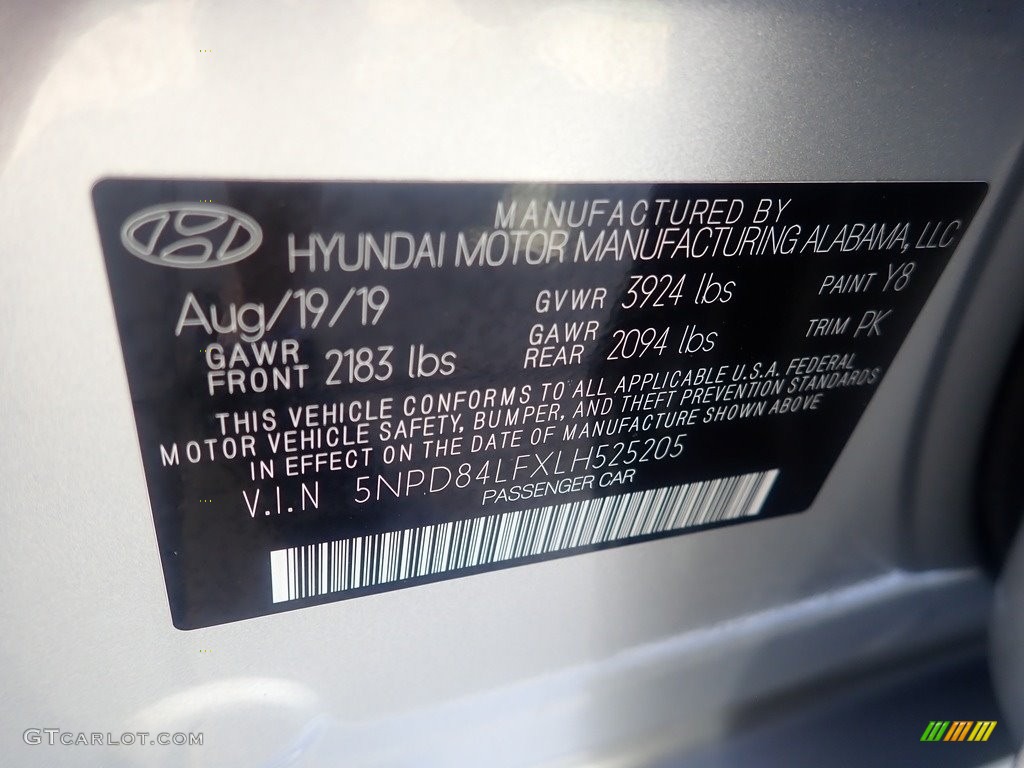 MANUFACTURED BY
HYUNDAI MOTOR MANUFACTURING ALABAMA, LLC
Aug/19/19 GVWR 3924 lbs PAINT Y8
GAWR FRONT 2183 lbs GAWR REAR 2094 lbs TRIM PK
THIS VEHICLE CONFORMS TO ALL APPLICABLE U.S.A. FEDERAL
MOTOR VEHICLE SAFETY, BUMPER, AND THEFT PREVENTION STANDARDS
IN EFFECT ON THE DATE OF MANUFACTURE SHOWN ABOVE
V.I.N 5NPD84LFXLH525205
PASSENGER CAR
GTCARLOT.COM